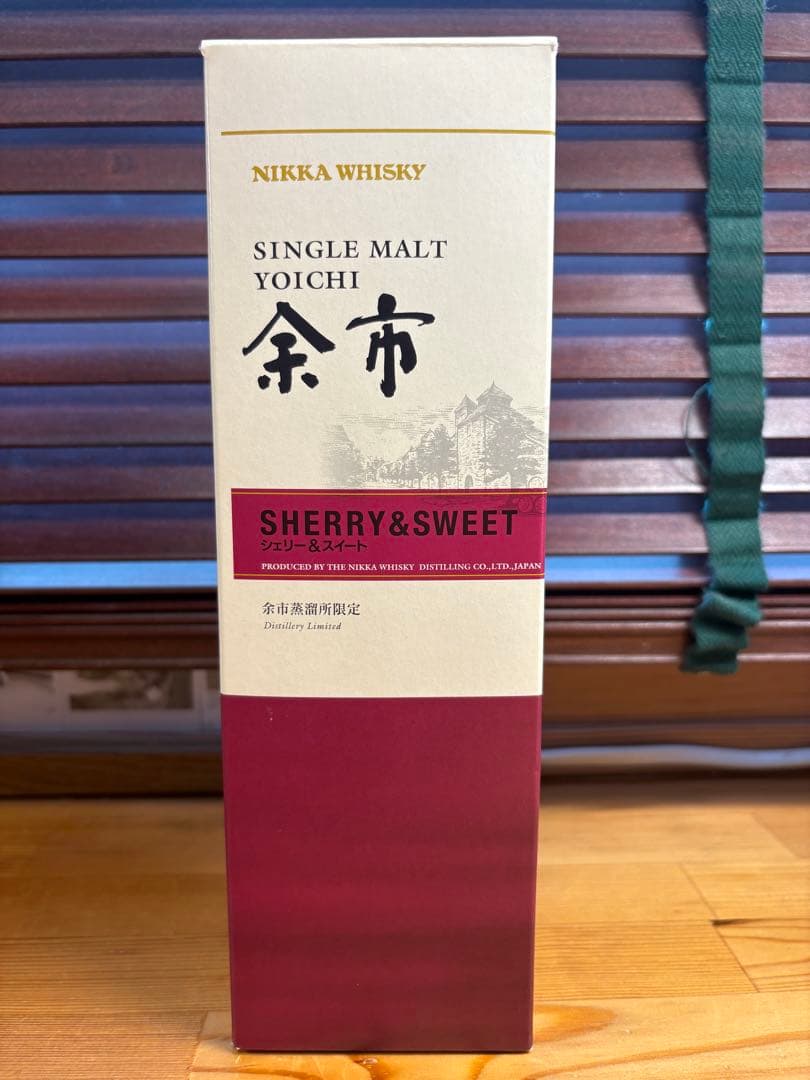 NIKKA WHISKY
SINGLE MALT
YOICHI
余市
SHERRY&SWEET
シェリー&スイート
PRODUCED BY THE NIKKA WHISKY DISTILLING CO.,LTD.,JAPAN
余市蒸溜所限定
Distillery Limited